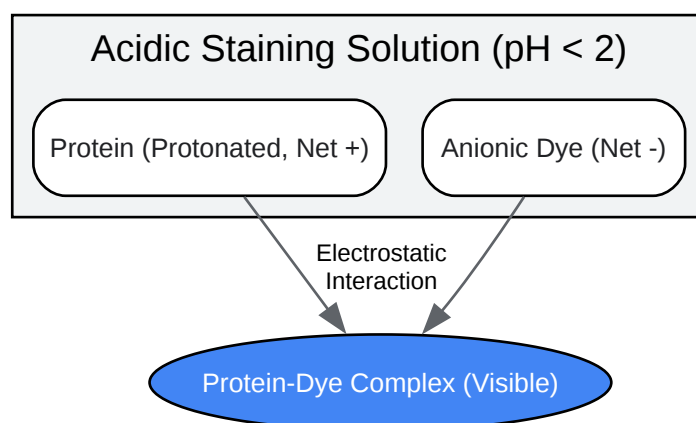 Acidic Staining Solution (pH < 2)
Protein (Protonated, Net +)
Anionic Dye (Net -)
Electrostatic
Interaction
Protein-Dye Complex (Visible)